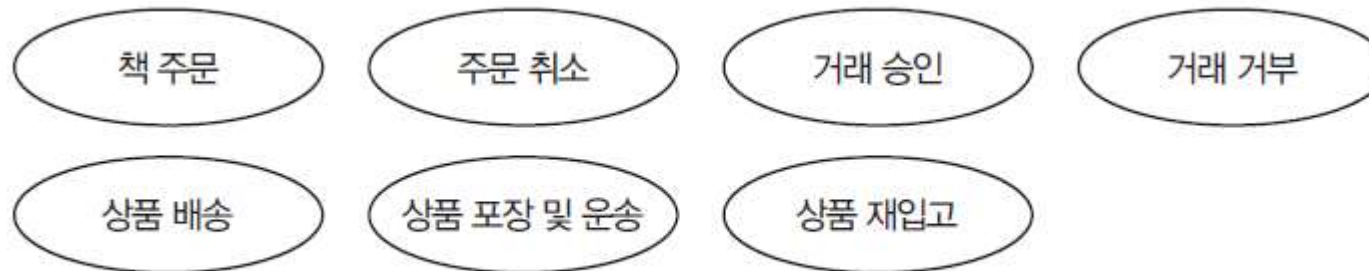 책 주문 주문 취소 거래 승인 거래 거부
상품 배송 상품 포장 및 운송 상품 재입고